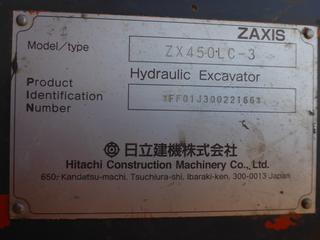 ZAXIS
Model/type ZX450LC-3
Hydraulic Excavator
Product
Identification
Number
*FF01J300221661*
日立建機株式会社
Hitachi Construction Machinery Co., Ltd.
650, Kandatsu-machi, Tsuchiura-shi, Ibaraki-ken, 300-0013 Japan